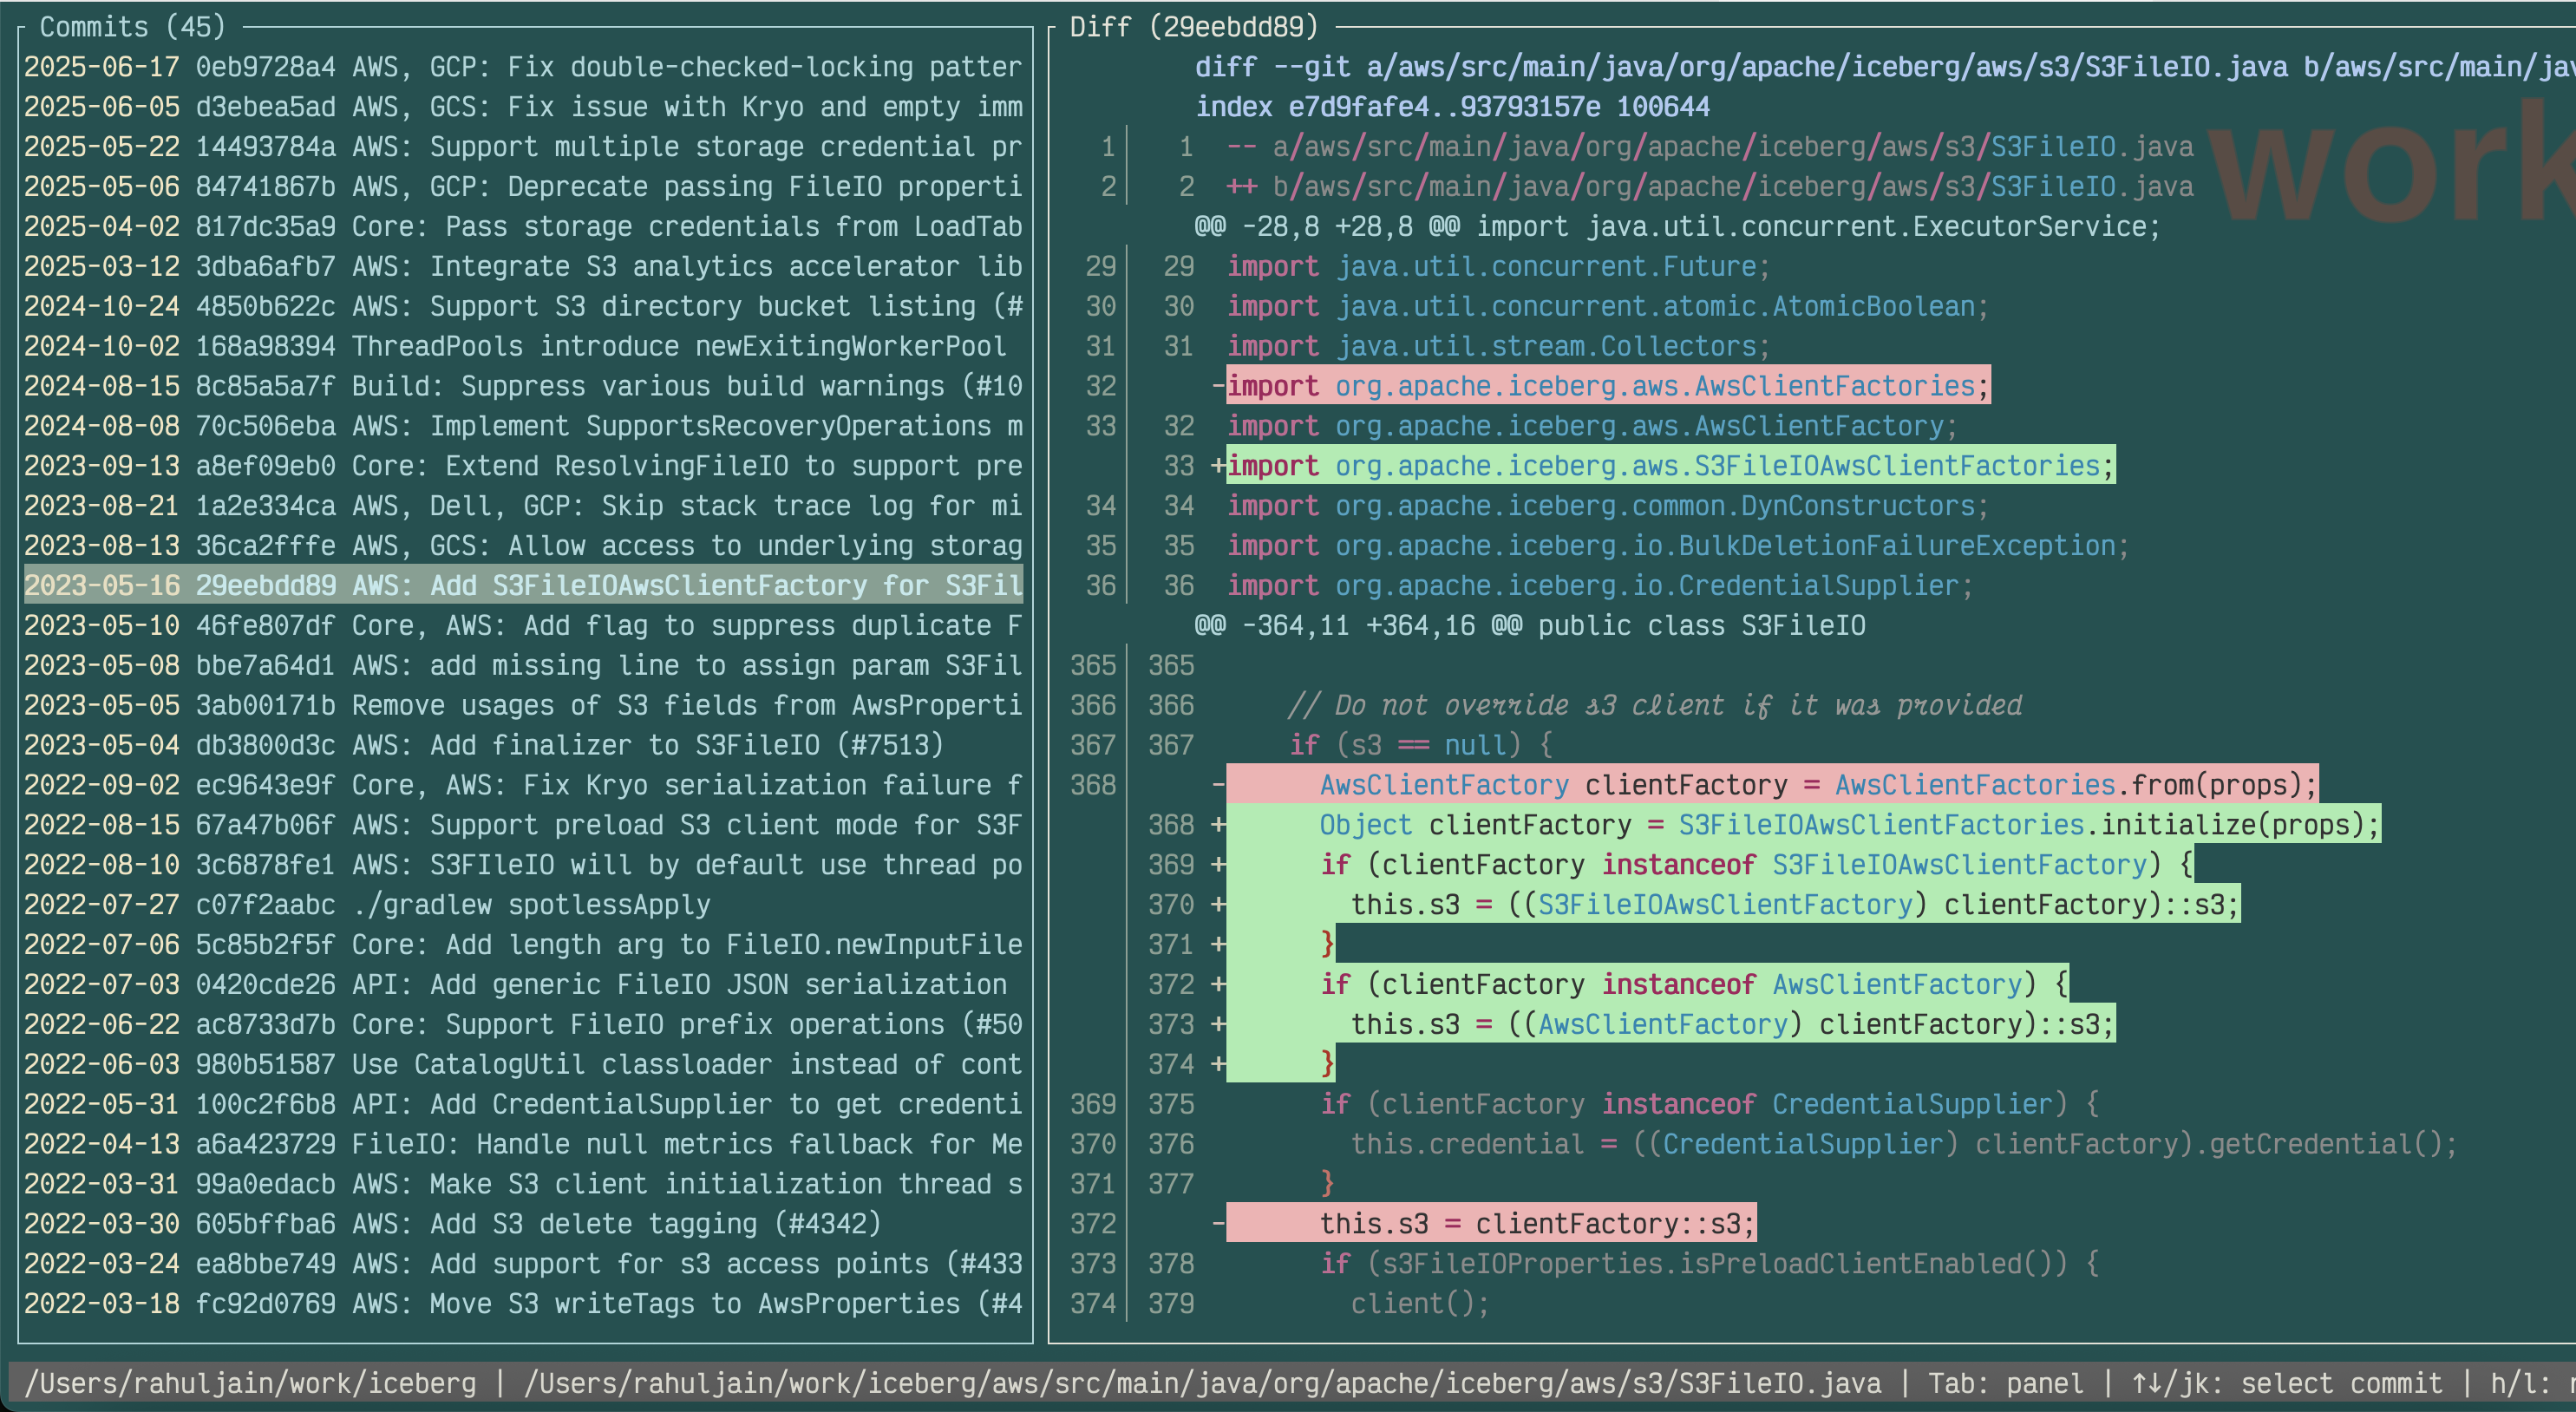 Commits (45)
2025-06-17 0eb9728a4 AWS, GCP: Fix double-checked-locking patter
2025-06-05 d3ebea5ad AWS, GCS: Fix issue with Kryo and empty imm
2025-05-22 14493784a AWS: Support multiple storage credential pr
2025-05-06 84741867b AWS, GCP: Deprecate passing FileIO properti
2025-04-02 817dc35a9 Core: Pass storage credentials from LoadTab
2025-03-12 3dba6afb7 AWS: Integrate S3 analytics accelerator lib
2024-10-24 4850b622c AWS: Support S3 directory bucket listing (#
2024-10-02 168a98394 ThreadPools introduce newExitingWorkerPool
2024-08-15 8c85a5a7f Build: Suppress various build warnings (#10
2024-08-08 70c506eba AWS: Implement SupportsRecoveryOperations m
2023-09-13 a8ef09eb0 Core: Extend ResolvingFileIO to support pre
2023-08-21 1a2e334ca AWS, Dell, GCP: Skip stack trace log for mi
2023-08-13 36ca2fffe AWS, GCS: Allow access to underlying storag
2023-05-16 29eebdd89 AWS: Add S3FileIOAwsClientFactory for S3Fil
2023-05-10 46fe807df Core, AWS: Add flag to suppress duplicate F
2023-05-08 bbe7a64d1 AWS: add missing line to assign param S3Fil
2023-05-05 3ab00171b Remove usages of S3 fields from AwsProperti
2023-05-04 db3800d3c AWS: Add finalizer to S3FileIO (#7513)
2022-09-02 ec9643e9f Core, AWS: Fix Kryo serialization failure f
2022-08-15 67a47b06f AWS: Support preload S3 client mode for S3F
2022-08-10 3c6878fe1 AWS: S3FIleIO will by default use thread po
2022-07-27 c07f2aabc ./gradlew spotlessApply
2022-07-06 5c85b2f5f Core: Add length arg to FileIO.newInputFile
2022-07-03 0420cde26 API: Add generic FileIO JSON serialization
2022-06-22 ac8733d7b Core: Support FileIO prefix operations (#50
2022-06-03 980b51587 Use CatalogUtil classloader instead of cont
2022-05-31 100c2f6b8 API: Add CredentialSupplier to get credenti
2022-04-13 a6a423729 FileIO: Handle null metrics fallback for Me
2022-03-31 99a0edacb AWS: Make S3 client initialization thread s
2022-03-30 605bffba6 AWS: Add S3 delete tagging (#4342)
2022-03-24 ea8bbe749 AWS: Add support for s3 access points (#433
2022-03-18 fc92d0769 AWS: Move S3 writeTags to AwsProperties (#4
Diff (29eebdd89)
diff --git a/aws/src/main/java/org/apache/iceberg/aws/s3/S3FileIO.java b/aws/src/main/jav
index e7d9fafe4..93793157e 100644
1 1 -- a/aws/src/main/java/org/apache/iceberg/aws/s3/S3FileIO.java
2 2 ++ b/aws/src/main/java/org/apache/iceberg/aws/s3/S3FileIO.java
work
@@ -28,8 +28,8 @@ import java.util.concurrent.ExecutorService;
29 29 import java.util.concurrent.Future;
30 30 import java.util.concurrent.atomic.AtomicBoolean;
31 31 import java.util.stream.Collectors;
32 -import org.apache.iceberg.aws.AwsClientFactories;
33 32 import org.apache.iceberg.aws.AwsClientFactory;
33 +import org.apache.iceberg.aws.S3FileIOAwsClientFactories;
34 34 import org.apache.iceberg.common.DynConstructors;
35 35 import org.apache.iceberg.io.BulkDeletionFailureException;
36 36 import org.apache.iceberg.io.CredentialSupplier;
@@ -364,11 +364,16 @@ public class S3FileIO
365 365
366 366 // Do not override s3 client if it was provided
367 367 if (s3 == null) {
368 - AwsClientFactory clientFactory = AwsClientFactories.from(props);
368 + Object clientFactory = S3FileIOAwsClientFactories.initialize(props);
369 + if (clientFactory instanceof S3FileIOAwsClientFactory) {
370 + this.s3 = ((S3FileIOAwsClientFactory) clientFactory)::s3;
371 + }
372 + if (clientFactory instanceof AwsClientFactory) {
373 + this.s3 = ((AwsClientFactory) clientFactory)::s3;
374 + }
369 375 if (clientFactory instanceof CredentialSupplier) {
370 376 this.credential = ((CredentialSupplier) clientFactory).getCredential();
371 377 }
372 - this.s3 = clientFactory::s3;
373 378 if (s3FileIOProperties.isPreloadClientEnabled()) {
374 379 client();
/Users/rahuljain/work/iceberg | /Users/rahuljain/work/iceberg/aws/src/main/java/org/apache/iceberg/aws/s3/S3FileIO.java | Tab: panel | ↑↓/jk: select commit | h/l: